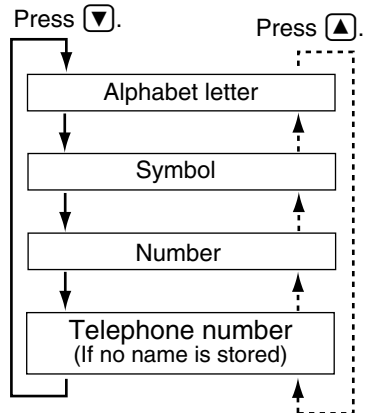 Press ▼.
Press ▲.
Alphabet letter
Symbol
Number
Telephone number
(If no name is stored)